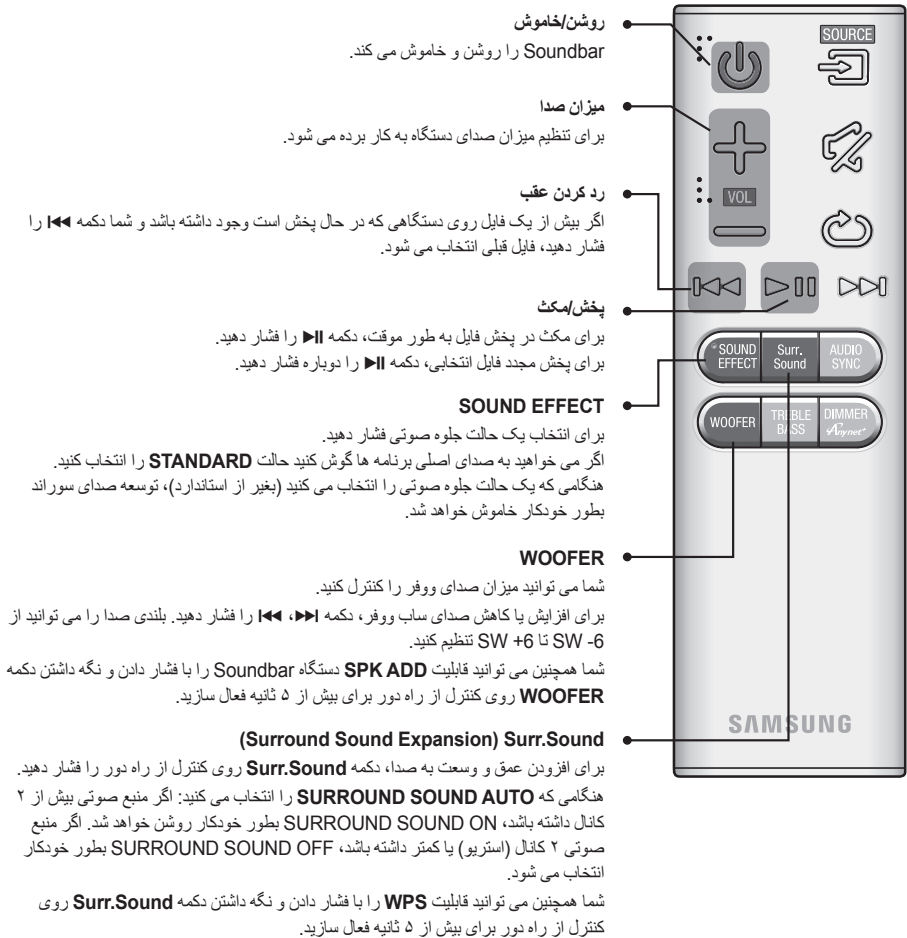 روشن/خاموش
Soundbar را روشن و خاموش می کند.
میزان صدا
برای تنظیم میزان صدای دستگاه به کار برده می شود.
رد کردن عقب
اگر بیش از یک فایل روی دستگاهی که در حال پخش است وجود داشته باشد و شما دکمه ⏮ را
فشار دهید، فایل قبلی انتخاب می شود.
پخش/مکث
برای مکث در پخش فایل به طور موقت، دکمه ⏯ را فشار دهید.
برای پخش مجدد فایل انتخابی، دکمه ⏯ را دوباره فشار دهید.
SOUND EFFECT
برای انتخاب یک حالت جلوه صوتی فشار دهید.
اگر می خواهید به صدای اصلی برنامه ها گوش کنید حالت STANDARD را انتخاب کنید.
هنگامی که یک حالت جلوه صوتی را انتخاب می کنید (بغیر از استاندارد)، توسعه صدای سوراند
بطور خودکار خاموش خواهد شد.
WOOFER
شما می توانید میزان صدای ووفر را کنترل کنید.
برای افزایش یا کاهش صدای ساب ووفر، دکمه ⏭، ⏮ را فشار دهید. بلندی صدا را می توانید از
SW -6 تا SW +6 تنظیم کنید.
شما همچنین می توانید قابلیت SPK ADD دستگاه Soundbar را با فشار دادن و نگه داشتن دکمه
WOOFER روی کنترل از راه دور برای بیش از ۵ ثانیه فعال سازید.
(Surround Sound Expansion) Surr.Sound
برای افزودن عمق و وسعت به صدا، دکمه Surr.Sound روی کنترل از راه دور را فشار دهید.
هنگامی که SURROUND SOUND AUTO را انتخاب می کنید: اگر منبع صوتی بیش از ۲
کانال داشته باشد، SURROUND SOUND ON بطور خودکار روشن خواهد شد. اگر منبع
صوتی ۲ کانال (استریو) یا کمتر داشته باشد، SURROUND SOUND OFF بطور خودکار
انتخاب می شود.
شما همچنین می توانید قابلیت WPS را با فشار دادن و نگه داشتن دکمه Surr.Sound روی
کنترل از راه دور برای بیش از ۵ ثانیه فعال سازید.
SOURCE
VOL
SOUND
EFFECT
Surr.
Sound
AUDIO
SYNC
WOOFER
TREBLE
BASS
DIMMER
Anynet+
SAMSUNG